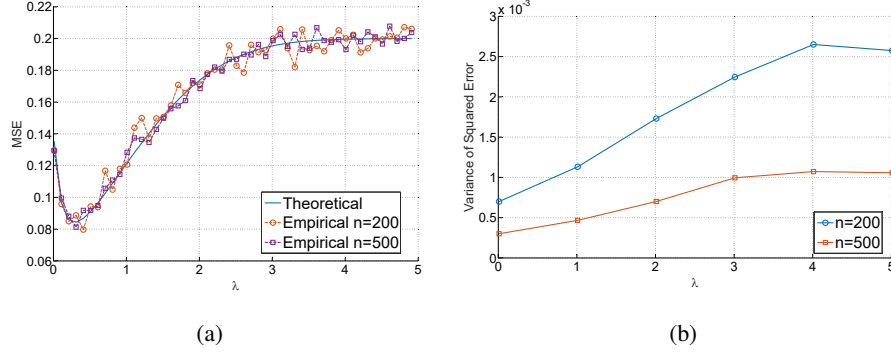 0.22
0.2
0.18
0.16
0.14
0.12
0.1
0.08
0.06
MSE
0 1 2 3 4 5
λ
Theoretical
Empirical n=200
Empirical n=500
(a)
3 x 10⁻³
2.5
2
1.5
1
0.5
0
Variance of Squared Error
0 1 2 3 4 5
λ
n=200
n=500
(b)